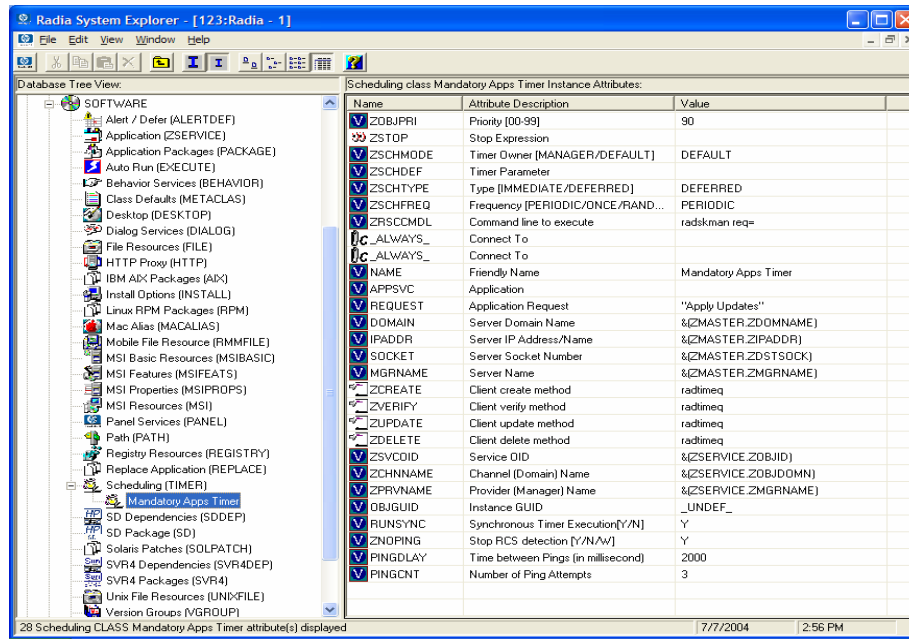 Radia System Explorer - [123:Radia - 1]
File Edit View Window Help
Database Tree View:
SOFTWARE
Alert / Defer (ALERTDEF)
Application (ZSERVICE)
Application Packages (PACKAGE)
Auto Run (EXECUTE)
Behavior Services (BEHAVIOR)
Class Defaults (METACLAS)
Desktop (DESKTOP)
Dialog Services (DIALOG)
File Resources (FILE)
HTTP Proxy (HTTP)
IBM AIX Packages (AIX)
Install Options (INSTALL)
Linux RPM Packages (RPM)
Mac Alias (MACALIAS)
Mobile File Resource (RMMFILE)
MSI Basic Resources (MSIBASIC)
MSI Features (MSIFEATS)
MSI Properties (MSIPROPS)
MSI Resources (MSI)
Panel Services (PANEL)
Path (PATH)
Registry Resources (REGISTRY)
Replace Application (REPLACE)
Scheduling (TIMER)
Mandatory Apps Timer
SD Dependencies (SDDEP)
SD Package (SD)
Solaris Patches (SOLPATCH)
SVR4 Dependencies (SVR4DEP)
SVR4 Packages (SVR4)
Unix File Resources (UNIXFILE)
Version Groups (VGROUP)
Scheduling class Mandatory Apps Timer Instance Attributes:
Name Attribute Description Value
ZOBJPRI Priority [00-99] 90
ZSTOP Stop Expression
ZSCHMODE Timer Owner [MANAGER/DEFAULT] DEFAULT
ZSCHDEF Timer Parameter
ZSCHTYPE Type [IMMEDIATE/DEFERRED] DEFERRED
ZSCHFREQ Frequency [PERIODIC/ONCE/RAND... PERIODIC
ZRSCCMDL Command line to execute radskman req=
_ALWAYS_ Connect To
_ALWAYS_ Connect To
NAME Friendly Name Mandatory Apps Timer
APPSVC Application
REQUEST Application Request "Apply Updates"
DOMAIN Server Domain Name &(ZMASTER.ZDOMNAME)
IPADDR Server IP Address/Name &(ZMASTER.ZIPADDR)
SOCKET Server Socket Number &(ZMASTER.ZDSTSOCK)
MGRNAME Server Name &(ZMASTER.ZMGRNAME)
ZCREATE Client create method radtimeq
ZVERIFY Client verify method radtimeq
ZUPDATE Client update method radtimeq
ZDELETE Client delete method radtimeq
ZSVCOID Service OID &(ZSERVICE.ZOBJID)
ZCHNNAME Channel (Domain) Name &(ZSERVICE.ZOBJDOMN)
ZPRVNAME Provider (Manager) Name &(ZSERVICE.ZMGRNAME)
OBJGUID Instance GUID _UNDEF_
RUNSYNC Synchronous Timer Execution[Y/N] Y
ZNOPING Stop RCS detection [Y/N/W] Y
PINGDLAY Time between Pings (in millisecond) 2000
PINGCNT Number of Ping Attempts 3
28 Scheduling CLASS Mandatory Apps Timer attribute(s) displayed 7/7/2004 2:56 PM